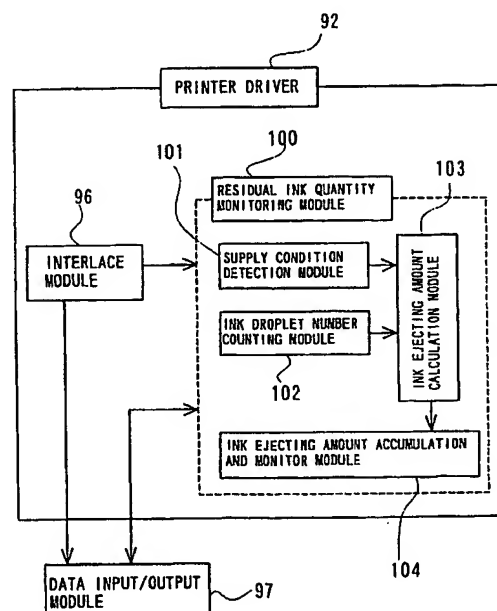 92
PRINTER DRIVER
101
100
103
RESIDUAL INK QUANTITY
MONITORING MODULE
96
INTERLACE
MODULE
SUPPLY CONDITION
DETECTION MODULE
INK EJECTING AMOUNT
CALCULATION MODULE
INK DROPLET NUMBER
COUNTING MODULE
102
INK EJECTING AMOUNT ACCUMULATION
AND MONITOR MODULE
104
DATA INPUT/OUTPUT
MODULE
97